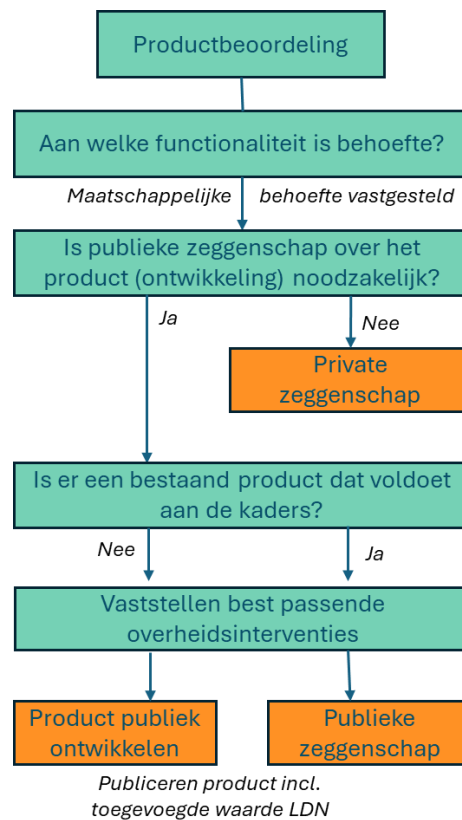 Productbeoordeling
Aan welke functionaliteit is behoefte?
Maatschappelijke behoefte vastgesteld
Is publieke zeggenschap over het
product (ontwikkeling) noodzakelijk?
Ja
Nee
Private
zeggenschap
Is er een bestaand product dat voldoet
aan de kaders?
Nee
Ja
Vaststellen best passende
overheidsinterventies
Product publiek
ontwikkelen
Publieke
zeggenschap
Publiceren product incl.
toegevoegde waarde LDN